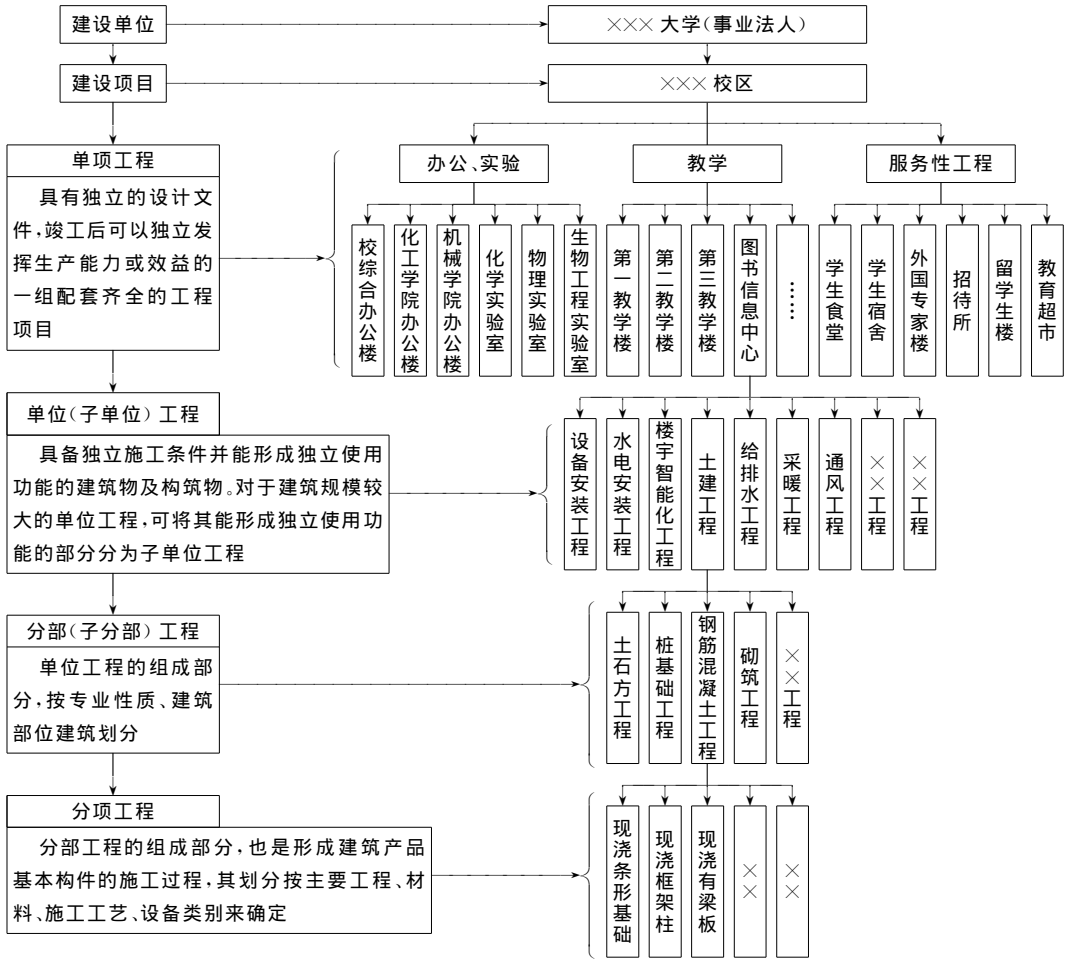 建设单位
××× 大学(事业法人)
建设项目
××× 校区
单项工程
具有独立的设计文
件,竣工后可以独立发
挥生产能力或效益的
一组配套齐全的工程
项目
办公、实验
教学
服务性工程
校综合办公楼
化工学院办公楼
机械学院办公楼
化学实验室
物理实验室
生物工程实验室
第一教学楼
第二教学楼
第三教学楼
图书信息中心
……
学生食堂
学生宿舍
外国专家楼
招待所
留学生楼
教育超市
单位(子单位)工程
具备独立施工条件并能形成独立使用
功能的建筑物及构筑物。对于建筑规模较
大的单位工程,可将其能形成独立使用功
能的部分分为子单位工程
设备安装工程
水电安装工程
楼宇智能化工程
土建工程
给排水工程
采暖工程
通风工程
××工程
××工程
分部(子分部)工程
单位工程的组成部
分,按专业性质、建筑
部位建筑划分
土石方工程
桩基础工程
钢筋混凝土工程
砌筑工程
××工程
分项工程
分部工程的组成部分,也是形成建筑产品
基本构件的施工过程,其划分按主要工程、材
料、施工工艺、设备类别来确定
现浇条形基础
现浇框架柱
现浇有梁板
××
××